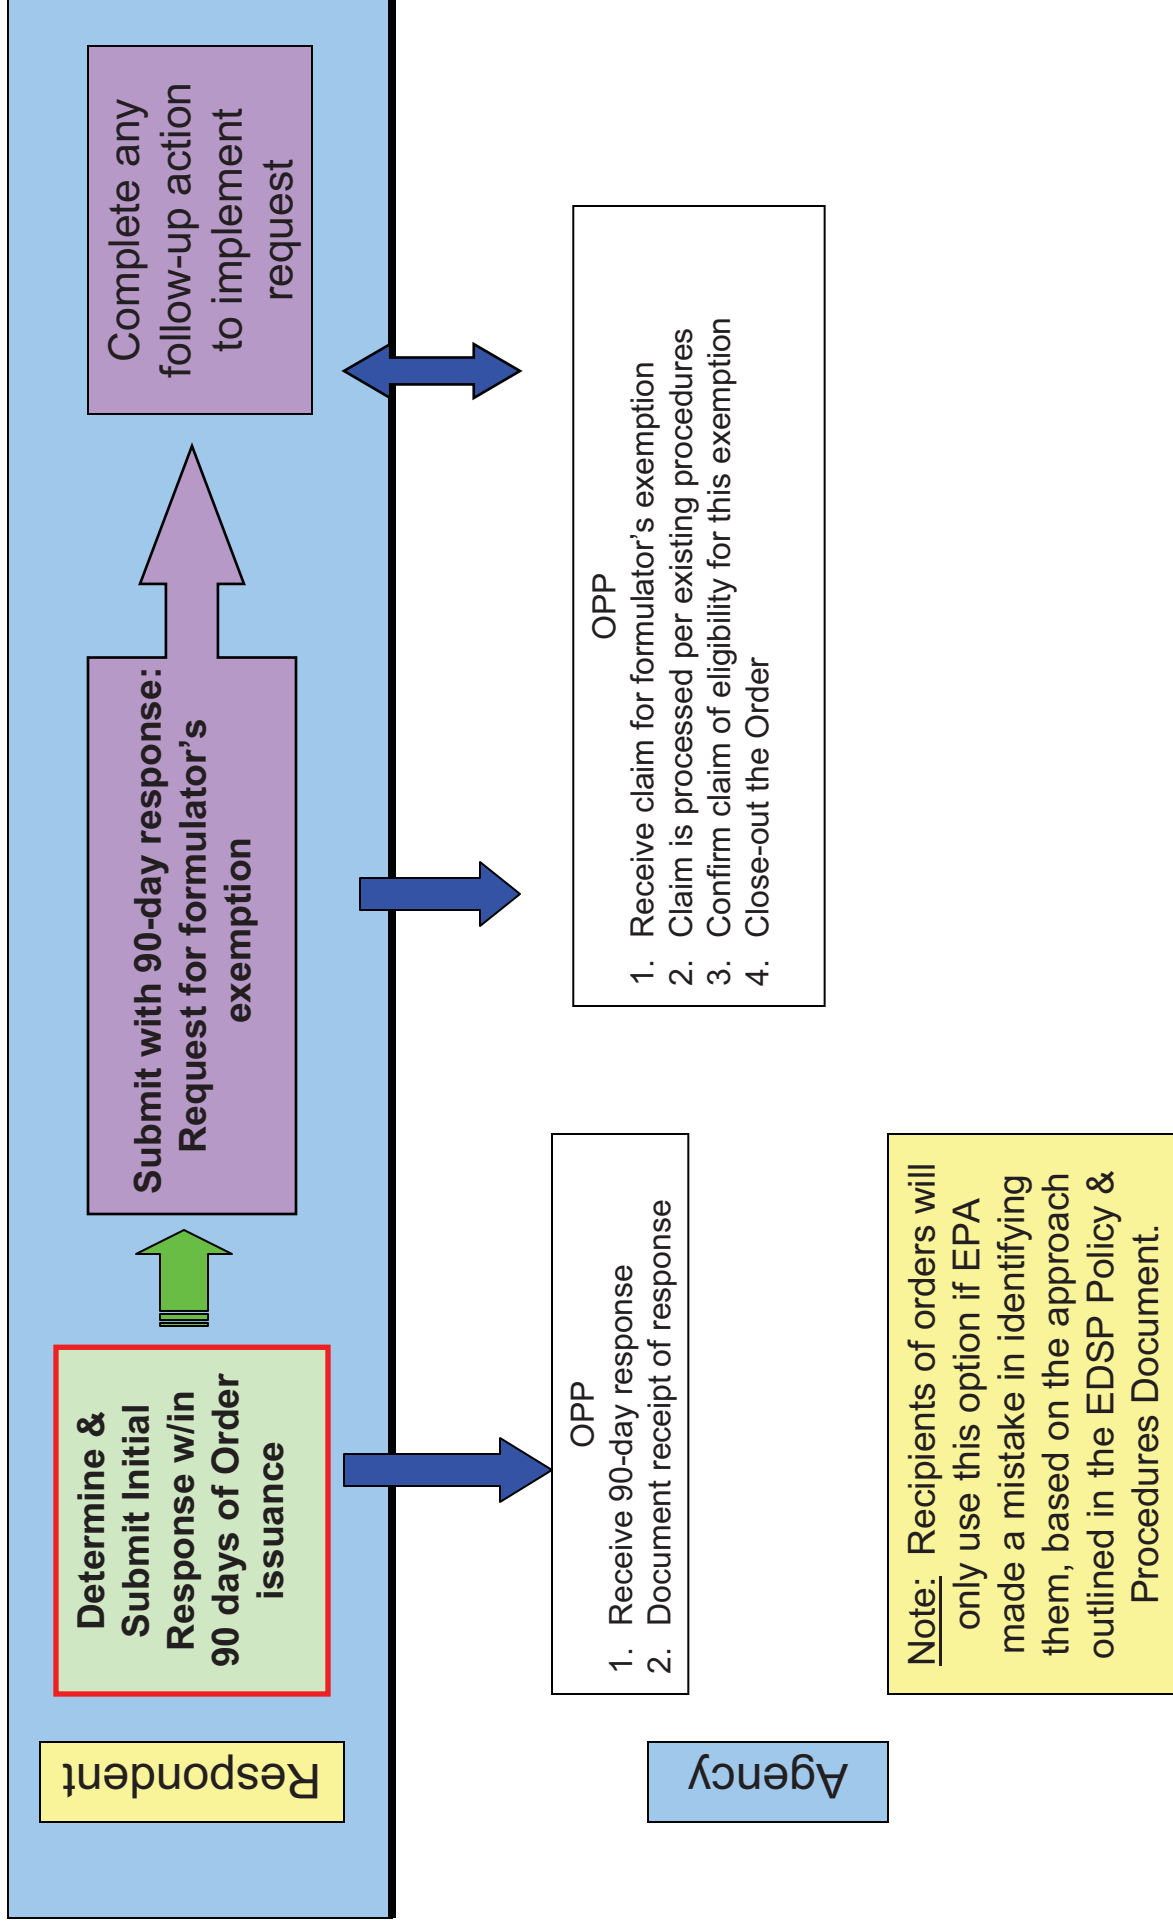 Respondent
Determine &
Submit Initial
Response w/in
90 days of Order
issuance
Submit with 90-day response:
Request for formulator’s
exemption
Complete any
follow-up action
to implement
request
Agency
OPP
1. Receive 90-day response
2. Document receipt of response
OPP
1. Receive claim for formulator’s exemption
2. Claim is processed per existing procedures
3. Confirm claim of eligibility for this exemption
4. Close-out the Order
Note: Recipients of orders will
only use this option if EPA
made a mistake in identifying
them, based on the approach
outlined in the EDSP Policy &
Procedures Document.